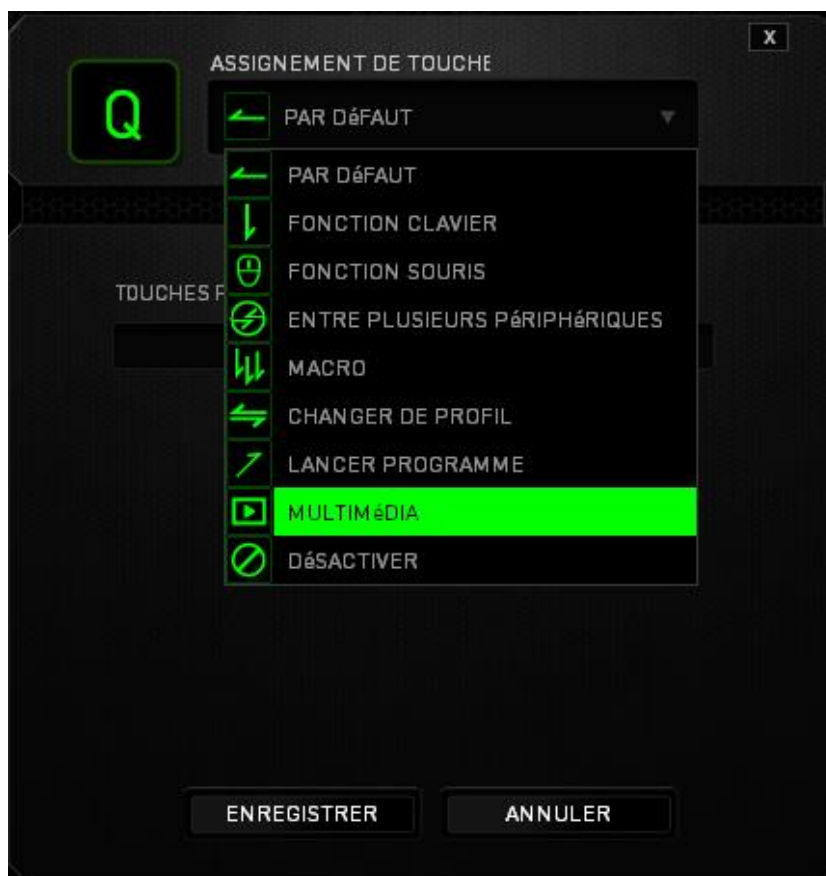 X
ASSIGNEMENT DE TOUCHE
Q
PAR DéFAUT
PAR DéFAUT
FONCTION CLAVIER
FONCTION SOURIS
TOUCHES
ENTRE PLUSIEURS PéRIPHéRIQUES
MACRO
CHANGER DE PROFIL
LANCER PROGRAMME
MULTIMéDIA
DéSACTIVER
ENREGISTRER
ANNULER